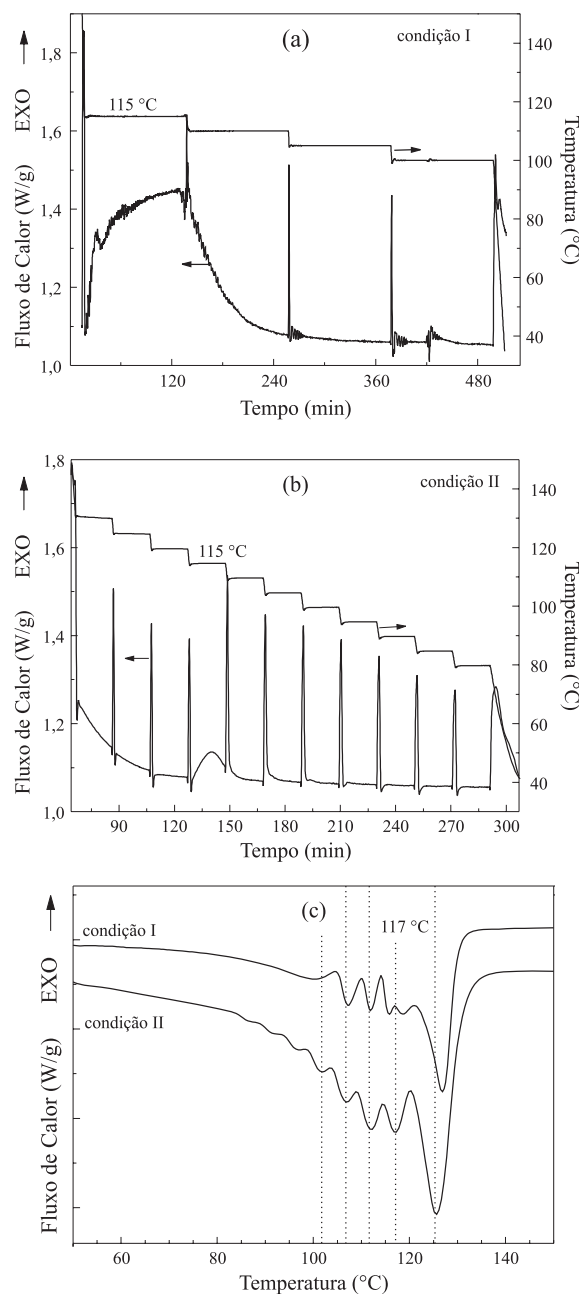 (a)
condição I
EXO
Fluxo de Calor (W/g)
1,8
1,6
1,4
1,2
1,0
115 °C
140
120
100
80
60
40
Temperatura (°C)
0 120 240 360 480
Tempo (min)
(b)
condição II
EXO
Fluxo de Calor (W/g)
1,8
1,6
1,4
1,2
1,0
115 °C
140
120
100
80
60
40
Temperatura (°C)
90 120 150 180 210 240 270 300
Tempo (min)
(c)
117 °C
condição I
EXO
condição II
Fluxo de Calor (W/g)
60 80 100 120 140
Temperatura (°C)